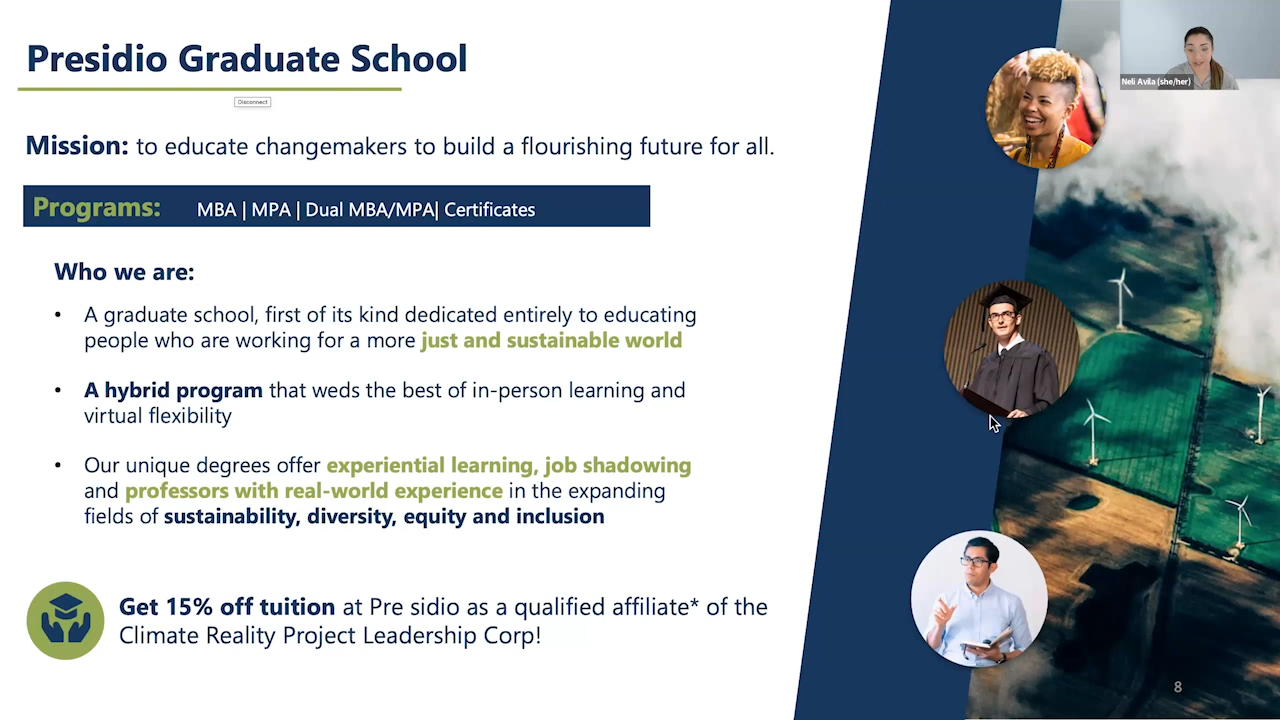 Presidio Graduate School
Disconnect
Mission: to educate changemakers to build a flourishing future for all.
Programs: MBA | MPA | Dual MBA/MPA| Certificates
Who we are:
• A graduate school, first of its kind dedicated entirely to educating
people who are working for a more just and sustainable world
• A hybrid program that weds the best of in-person learning and
virtual flexibility
• Our unique degrees offer experiential learning, job shadowing
and professors with real-world experience in the expanding
fields of sustainability, diversity, equity and inclusion
Get 15% off tuition at Pre sidio as a qualified affiliate* of the
Climate Reality Project Leadership Corp!
Neli Avila (she/her)
8